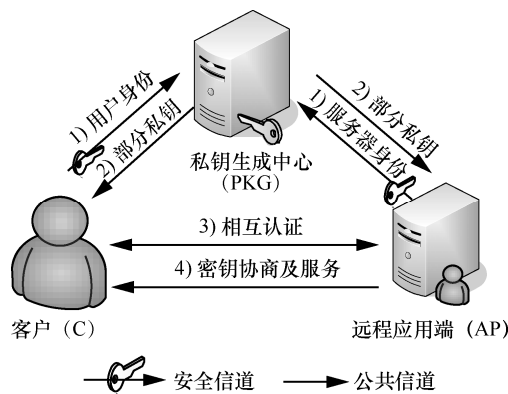 1) 用户身份
2) 部分私钥
2) 部分私钥
1) 服务器身份
私钥生成中心
（PKG）
3) 相互认证
4) 密钥协商及服务
客户（C）
远程应用端（AP）
安全信道
公共信道